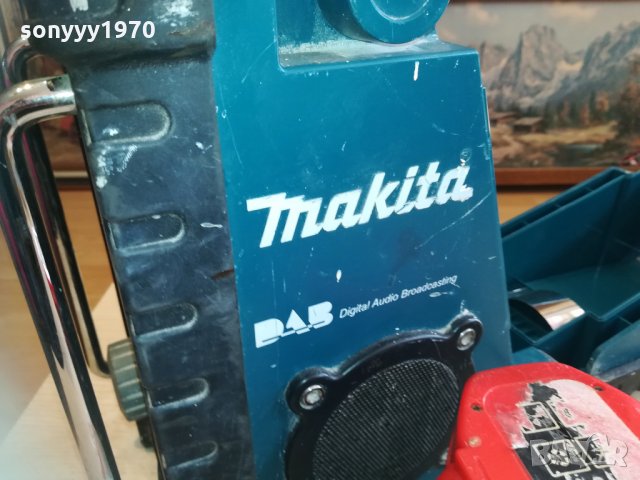 sonyyy1970
makita
DAB Digital Audio Broadcasting